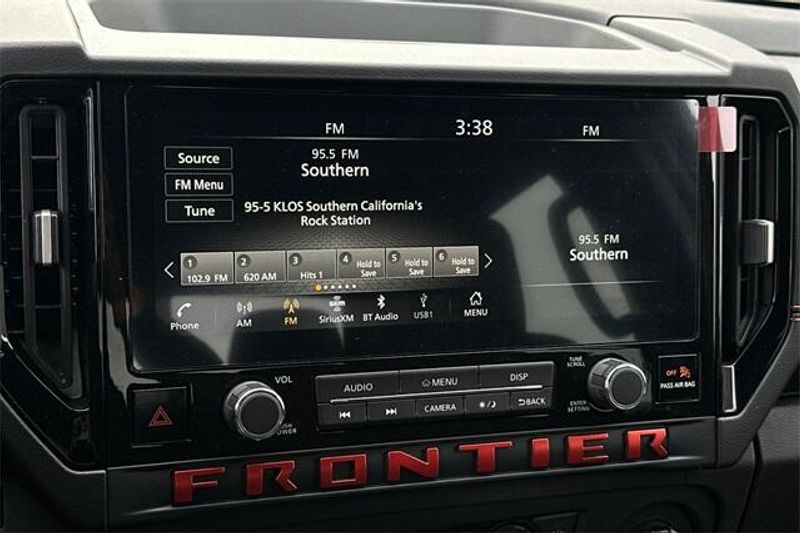 FM
3:38
FM
Source
FM Menu
Tune
95.5 FM
Southern
95-5 KLOS Southern California's
Rock Station
95.5 FM
Southern
1
102.9 FM
2
620 AM
3
Hits 1
4
Hold to
Save
5
Hold to
Save
6
Hold to
Save
Phone
AM
FM
SXM
SiriusXM
BT Audio
USB1
MENU
VOL
PUSH
POWER
AUDIO
MENU
DISP
CAMERA
BACK
TUNE
SCROLL
ENTER
SETTING
OFF
PASS AIR BAG
FRONTIER